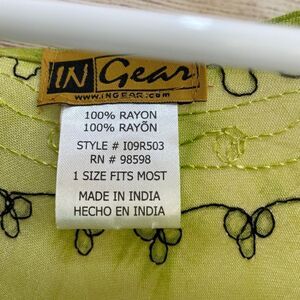 IN Gear
www.INGEAR.com
100% RAYON
100% RAYÕN
STYLE # I09R503
RN # 98598
1 SIZE FITS MOST
MADE IN INDIA
HECHO EN INDIA